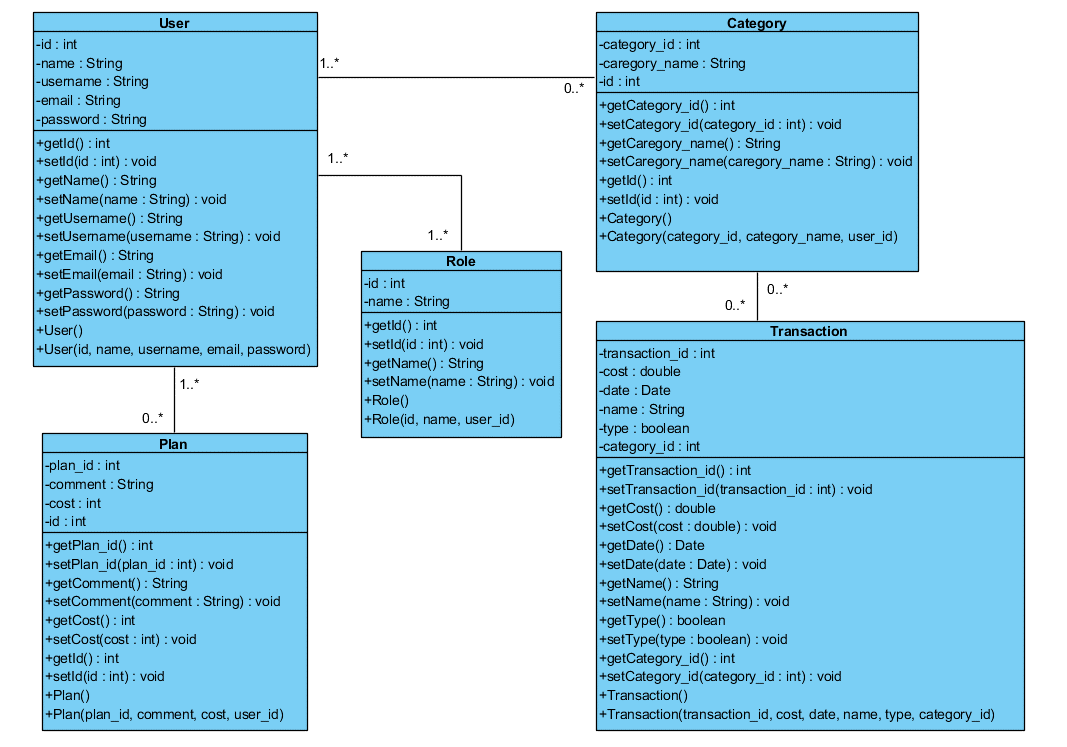 User
-id : int
-name : String
-username : String
-email : String
-password : String
+getId() : int
+setId(id : int) : void
+getName() : String
+setName(name : String) : void
+getUsername() : String
+setUsername(username : String) : void
+getEmail() : String
+setEmail(email : String) : void
+getPassword() : String
+setPassword(password : String) : void
+User()
+User(id, name, username, email, password)
1..*
0..*
Category
-category_id : int
-caregory_name : String
-id : int
+getCategory_id() : int
+setCategory_id(category_id : int) : void
+getCaregory_name() : String
+setCaregory_name(caregory_name : String) : void
+getId() : int
+setId(id : int) : void
+Category()
+Category(category_id, category_name, user_id)
1..*
1..*
Role
-id : int
-name : String
+getId() : int
+setId(id : int) : void
+getName() : String
+setName(name : String) : void
+Role()
+Role(id, name, user_id)
0..*
0..*
Transaction
-transaction_id : int
-cost : double
-date : Date
-name : String
-type : boolean
-category_id : int
+getTransaction_id() : int
+setTransaction_id(transaction_id : int) : void
+getCost() : double
+setCost(cost : double) : void
+getDate() : Date
+setDate(date : Date) : void
+getName() : String
+setName(name : String) : void
+getType() : boolean
+setType(type : boolean) : void
+getCategory_id() : int
+setCategory_id(category_id : int) : void
+Transaction()
+Transaction(transaction_id, cost, date, name, type, category_id)
1..*
0..*
Plan
-plan_id : int
-comment : String
-cost : int
-id : int
+getPlan_id() : int
+setPlan_id(plan_id : int) : void
+getComment() : String
+setComment(comment : String) : void
+getCost() : int
+setCost(cost : int) : void
+getId() : int
+setId(id : int) : void
+Plan()
+Plan(plan_id, comment, cost, user_id)